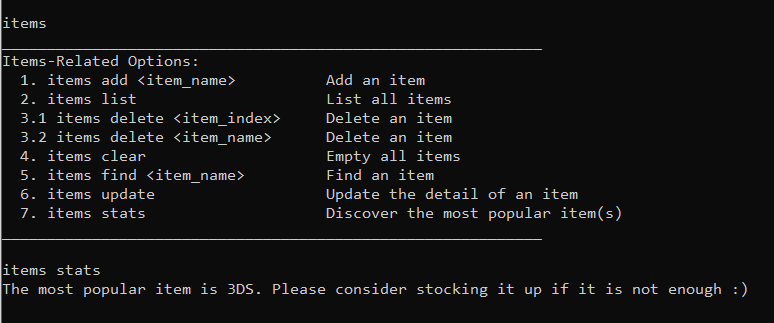 items
____________________________________________________________
Items-Related Options:
1. items add <item_name> Add an item
2. items list List all items
3.1 items delete <item_index> Delete an item
3.2 items delete <item_name> Delete an item
4. items clear Empty all items
5. items find <item_name> Find an item
6. items update Update the detail of an item
7. items stats Discover the most popular item(s)
____________________________________________________________
items stats
The most popular item is 3DS. Please consider stocking it up if it is not enough :)